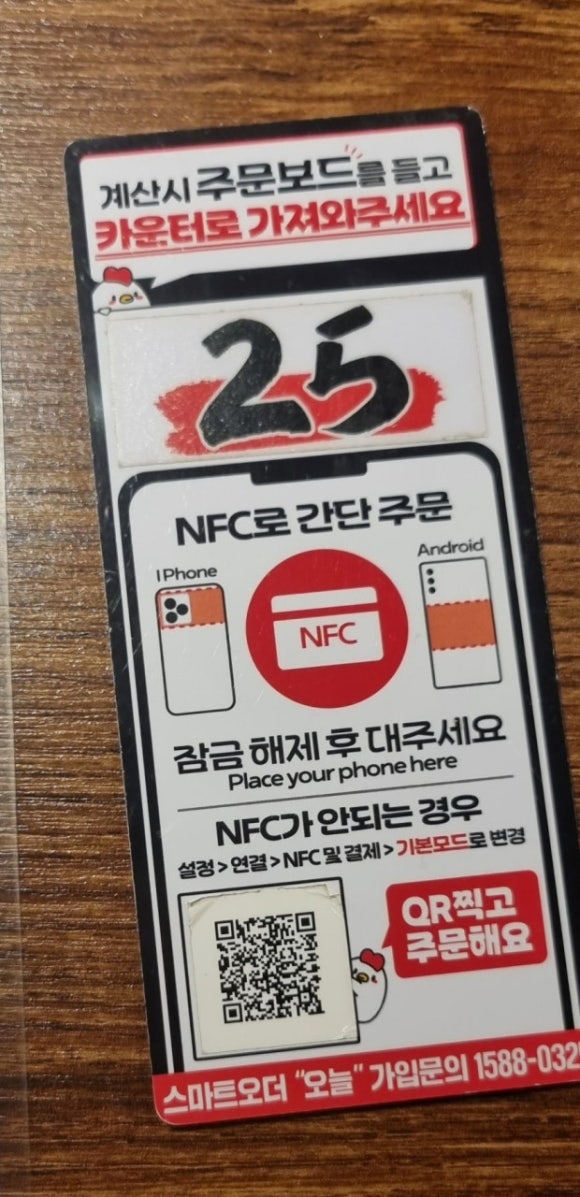 계산시 주문보드를 들고
카운터로 가져와주세요
25
NFC로 간단 주문
IPhone
Android
NFC
잠금 해제 후 대주세요
Place your phone here
NFC가 안되는 경우
설정 > 연결 > NFC 및 결제 > 기본모드로 변경
QR찍고
주문해요
스마트오더 "오늘" 가입문의